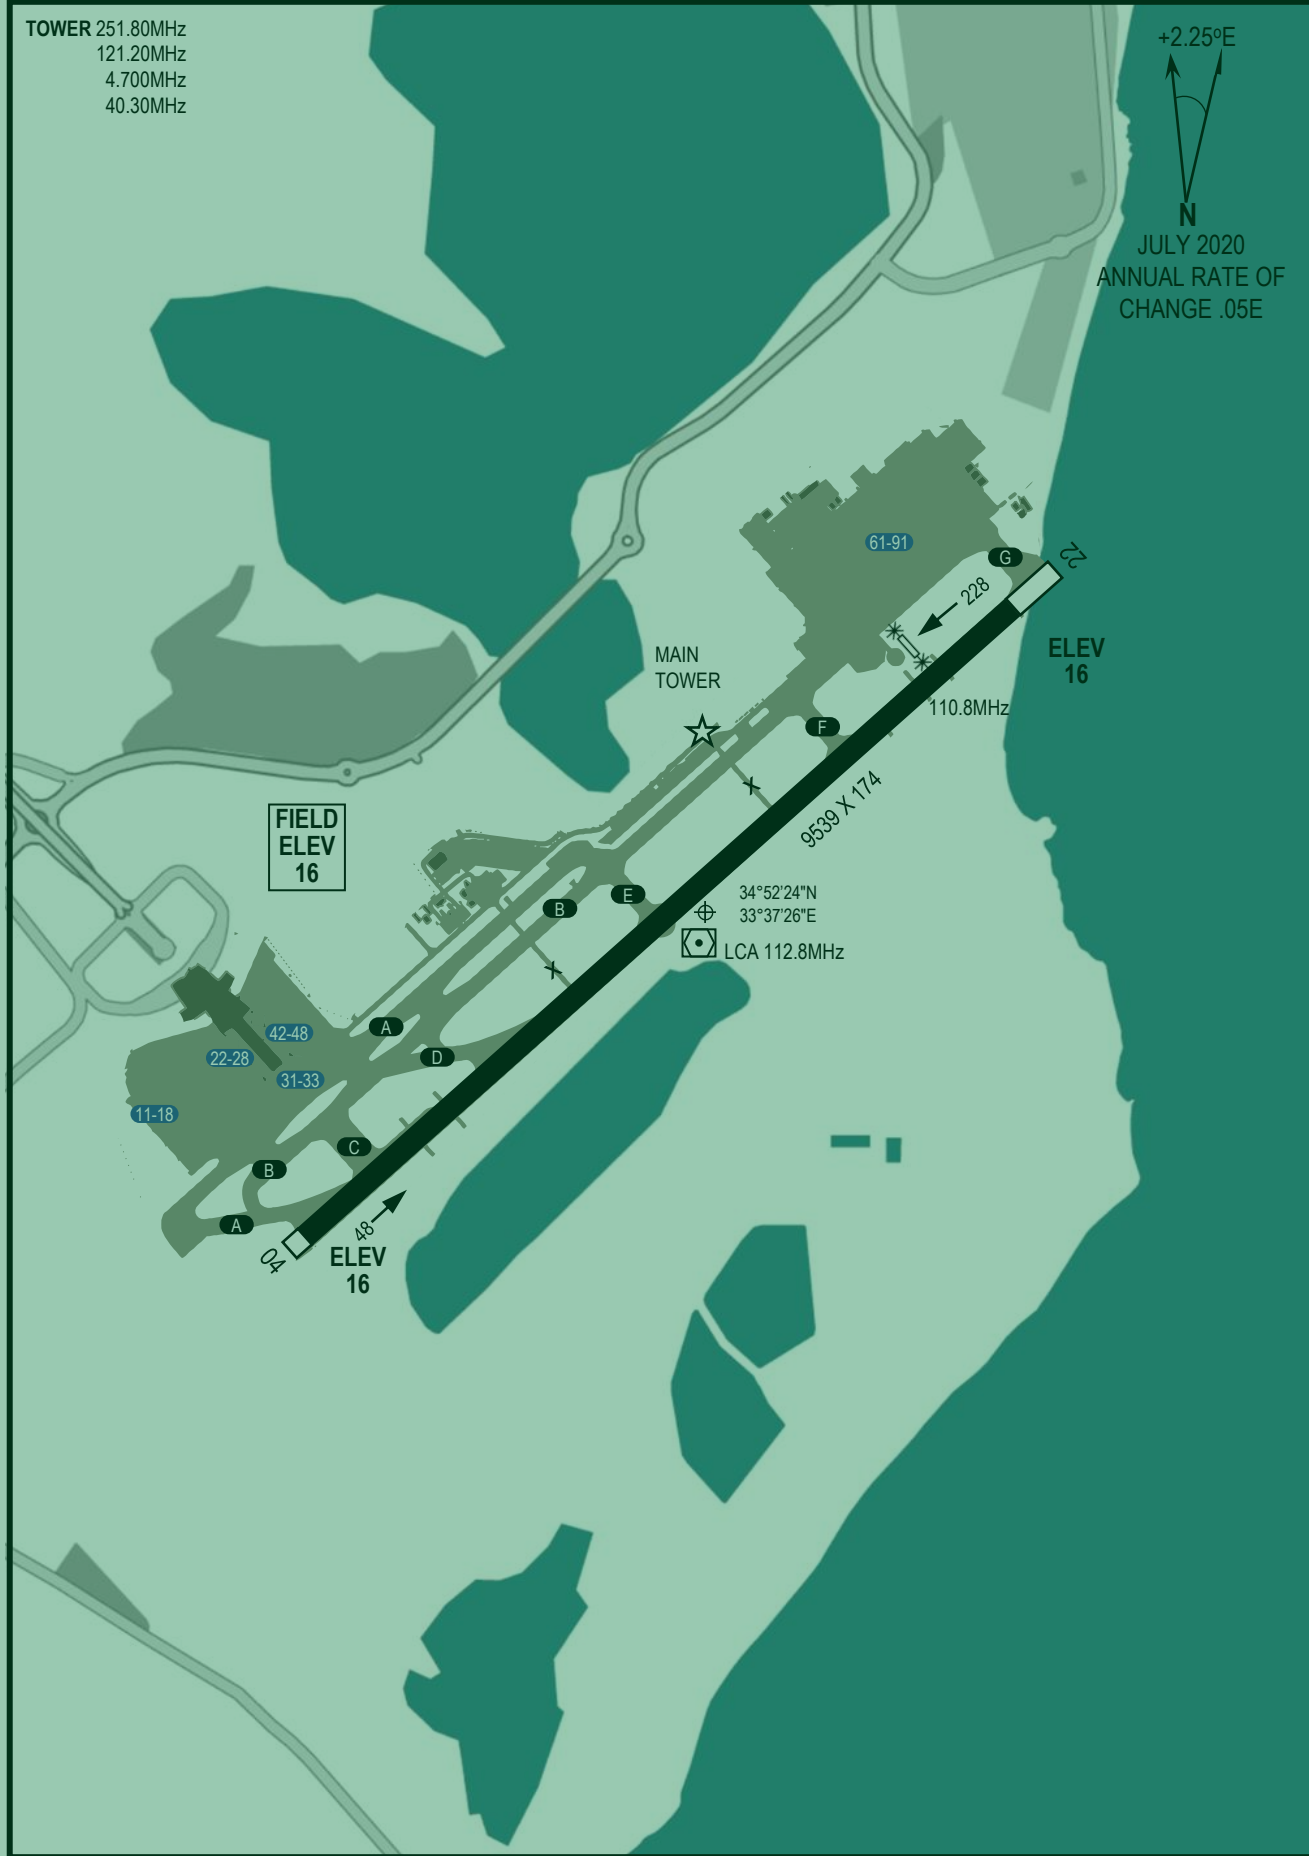 TOWER 251.80MHz
121.20MHz
4.700MHz
40.30MHz
+2.25ºE
N
JULY 2020
ANNUAL RATE OF
CHANGE .05E
61-91
G
22
228
ELEV
16
MAIN
TOWER
110.8MHz
F
X
9539 X 174
FIELD
ELEV
16
34°52'24"N
33°37'26"E
E
B
LCA 112.8MHz
X
A
42-48
D
22-28
31-33
11-18
C
B
A
48
04
ELEV
16